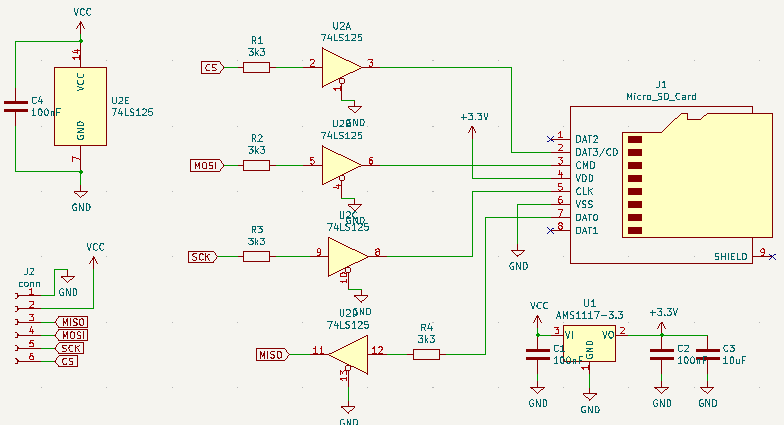 VCC
14
VCC
C4
100nF
U2E
74LS125
GND
7
GND
CS
R1
3k3
2
U2A
74LS125
3
1
GND
MOSI
R2
3k3
5
U2B
74LS125
6
4
GND
SCK
R3
3k3
9
U2C
74LS125
8
10
GND
MISO
11
U2D
74LS125
12
13
GND
R4
3k3
+3.3V
J1
Micro_SD_Card
1 DAT2
2 DAT3/CD
3 CMD
4 VDD
5 CLK
6 VSS
7 DAT0
8 DAT1
SHIELD 9
GND
J2
conn
VCC
GND
1
2
3 MISO
4 MOSI
5 SCK
6 CS
VCC
U1
AMS1117-3.3
+3.3V
3 VI
VO 2
GND
1
C1
100nF
C2
100nF
C3
10uF
GND
GND
GND
GND